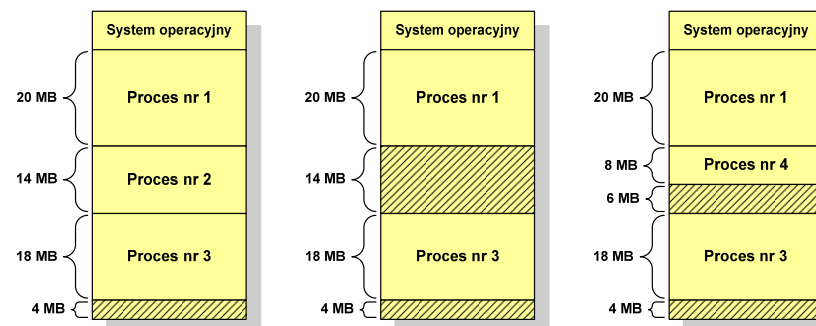 System operacyjny
20 MB
Proces nr 1
14 MB
Proces nr 2
18 MB
Proces nr 3
4 MB
System operacyjny
20 MB
Proces nr 1
14 MB
18 MB
Proces nr 3
4 MB
System operacyjny
20 MB
Proces nr 1
8 MB
Proces nr 4
6 MB
18 MB
Proces nr 3
4 MB